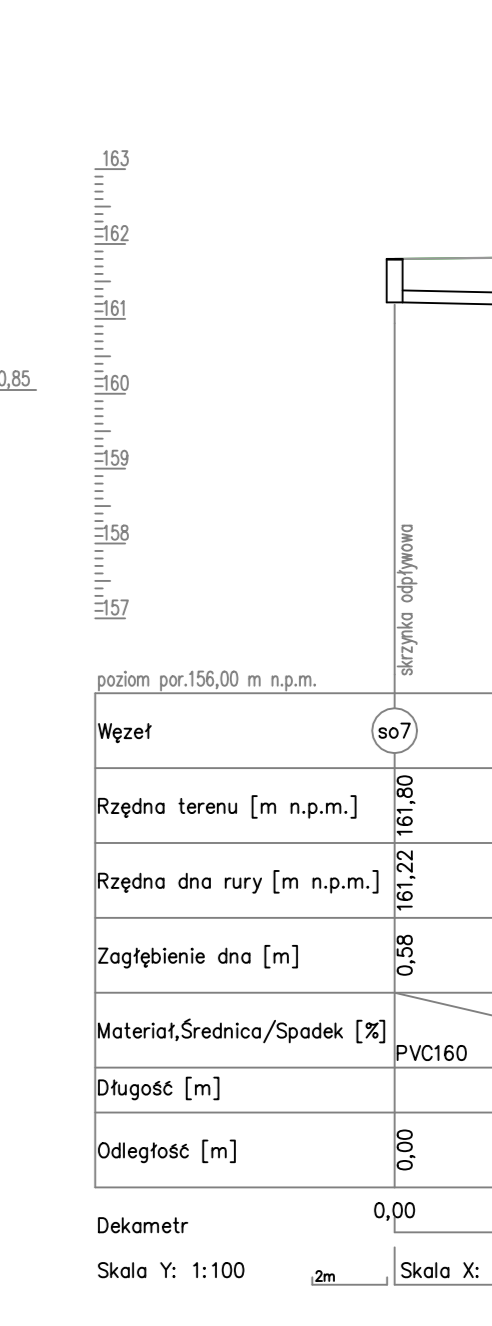 163
162
161
0,85
160
159
158
157
skrzynka odpływowa
poziom por.156,00 m n.p.m.
Węzeł so7
Rzędna terenu [m n.p.m.] 161,80
Rzędna dna rury [m n.p.m.] 161,22
Zagłębienie dna [m] 0,58
Materiał,Średnica/Spadek [%] PVC160
Długość [m]
Odległość [m] 0,00
Dekametr 0,00
Skala Y: 1:100 2m Skala X: